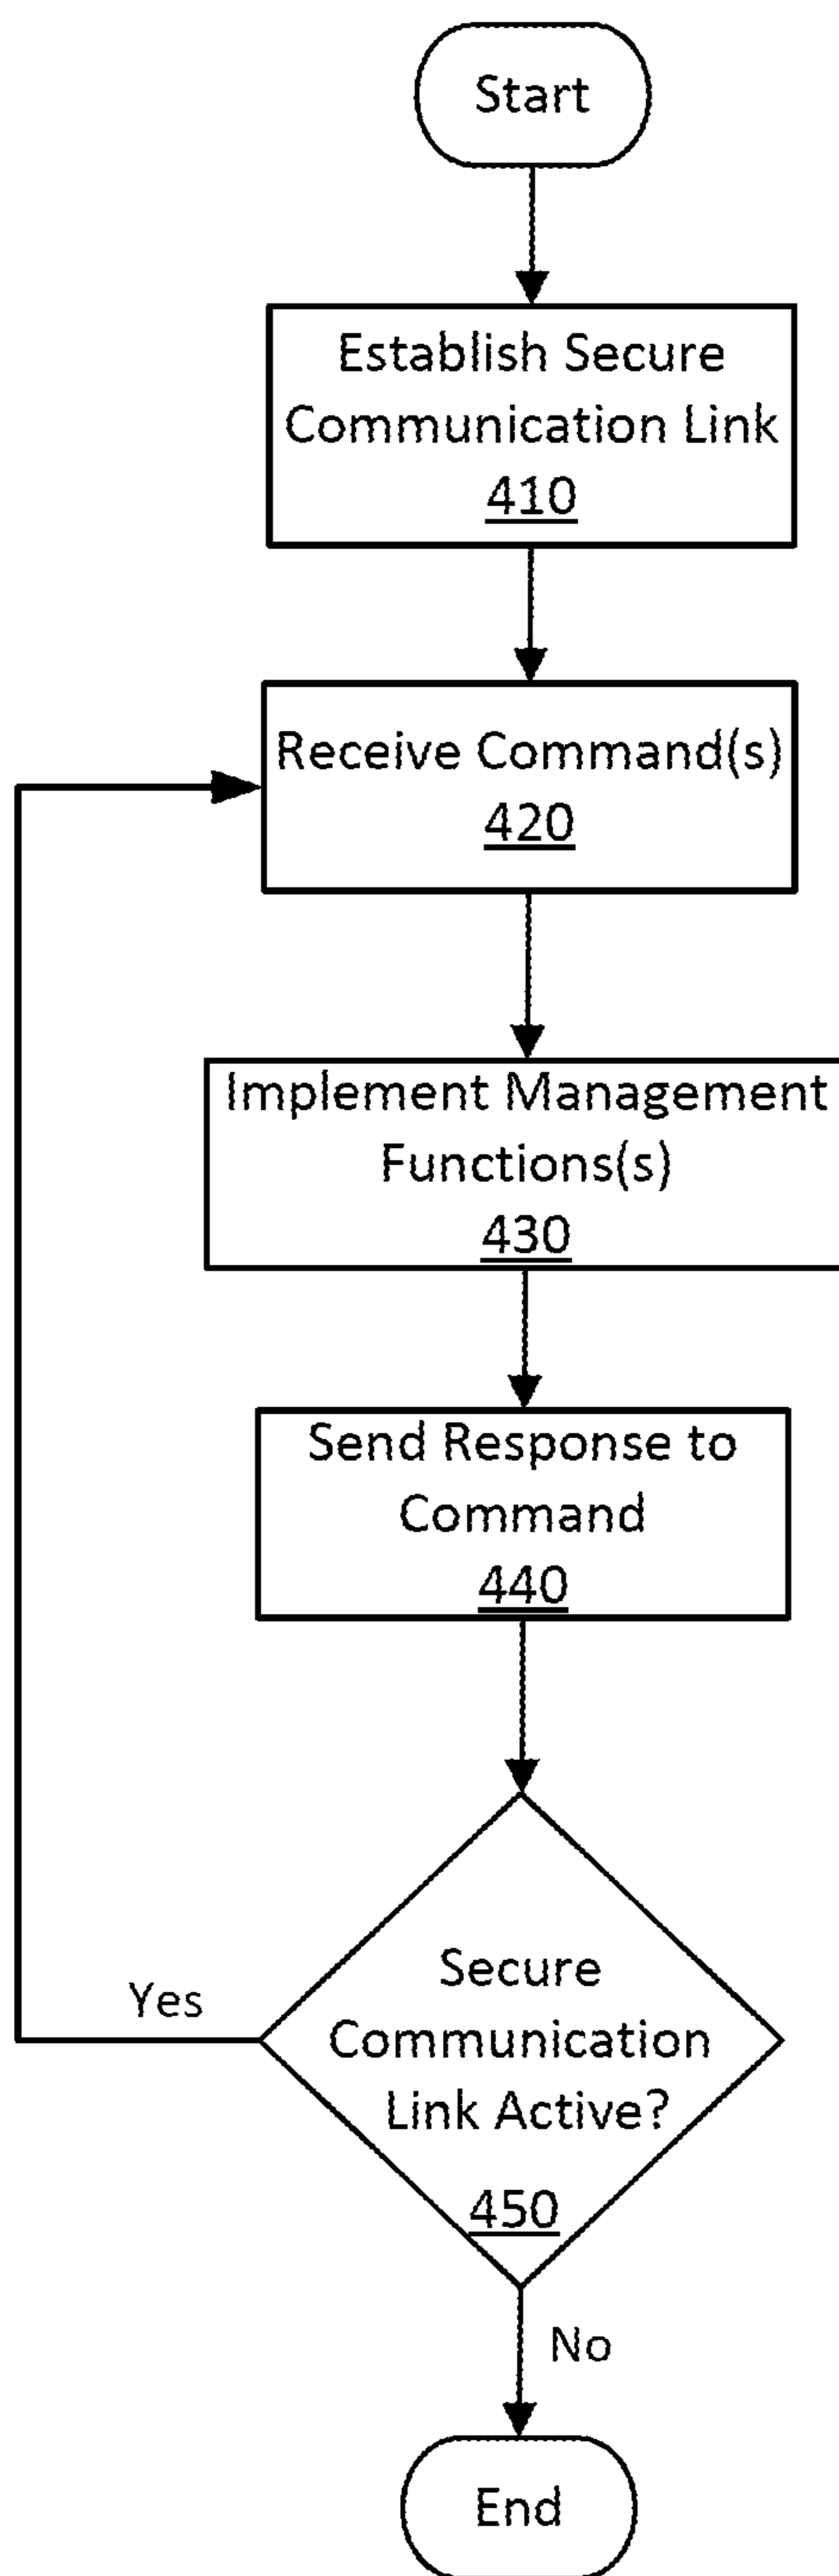 Start
Establish Secure
Communication Link
410
Receive Command(s)
420
Implement Management
Functions(s)
430
Send Response to
Command
440
Secure
Communication
Link Active?
450
Yes
No
End